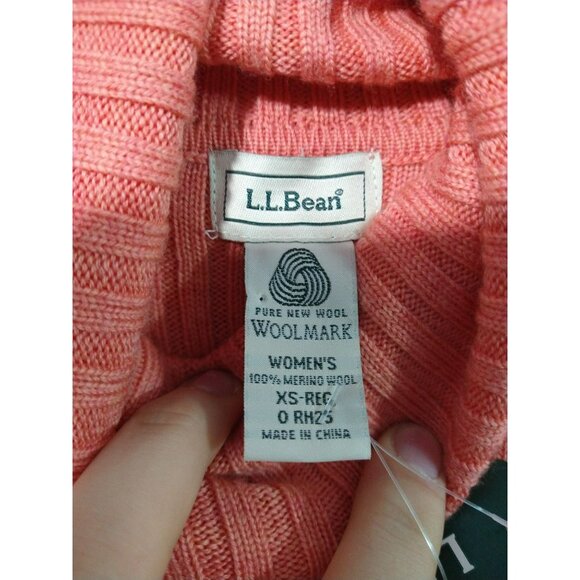 L.L.Bean®
PURE NEW WOOL
WOOLMARK
WOMEN'S
100% MERINO WOOL
XS-REG
0 RH25
MADE IN CHINA
L